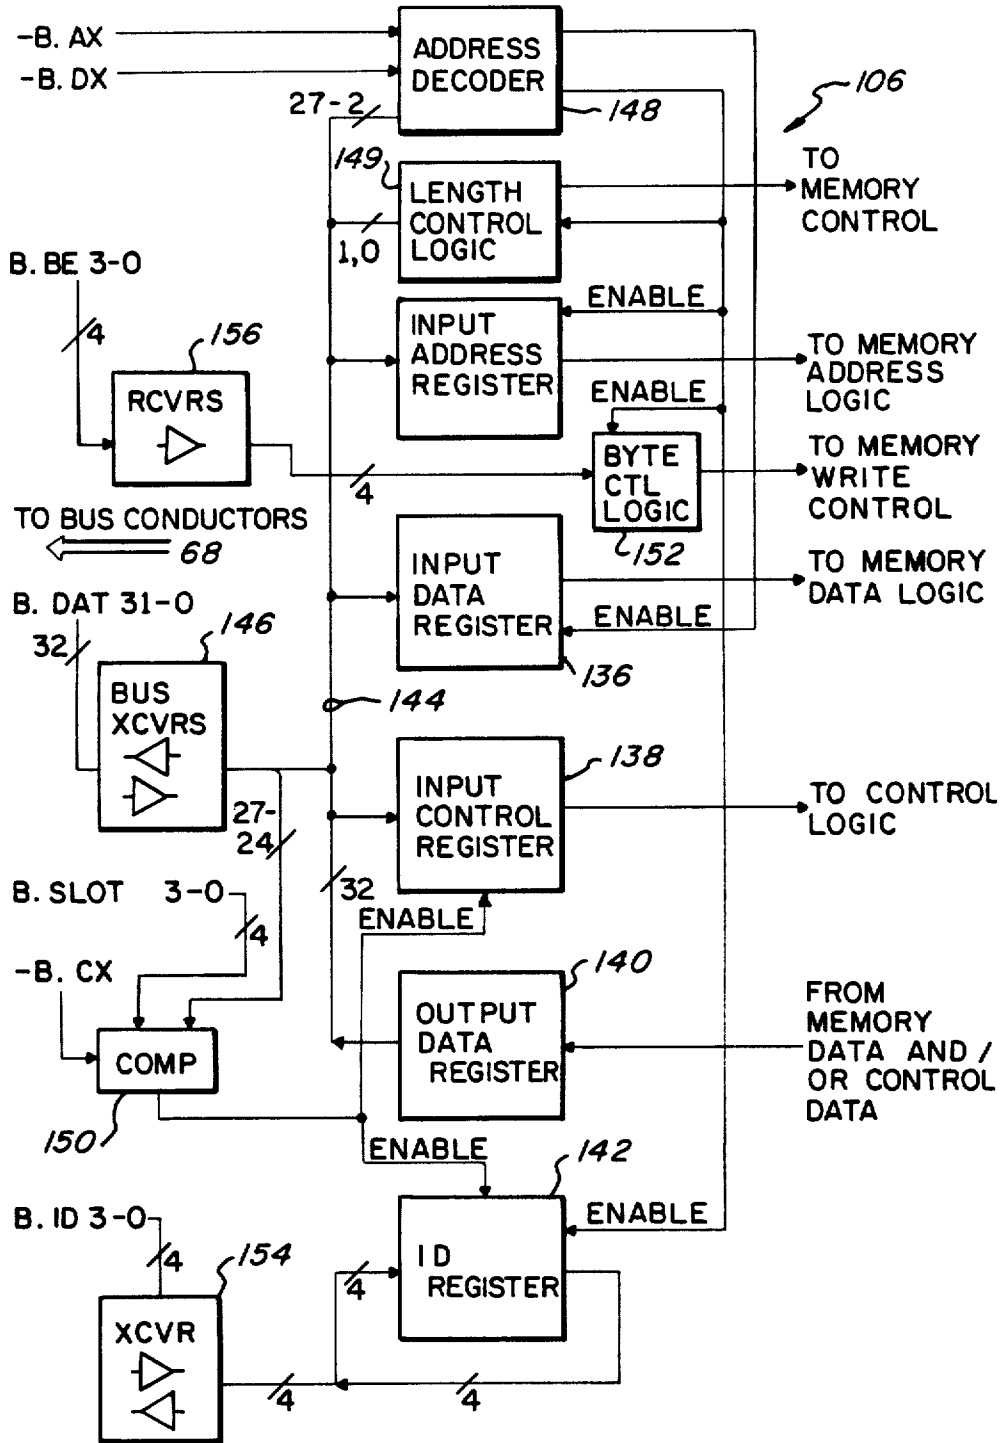 -B. AX
-B. DX
ADDRESS
DECODER
27-2
148
106
149
LENGTH
CONTROL
LOGIC
1,0
TO
MEMORY
CONTROL
B. BE 3-0
4
156
RCVRS
ENABLE
INPUT
ADDRESS
REGISTER
TO MEMORY
ADDRESS
LOGIC
ENABLE
4
BYTE
CTL
LOGIC
152
TO MEMORY
WRITE
CONTROL
TO BUS CONDUCTORS
68
INPUT
DATA
REGISTER
136
ENABLE
TO MEMORY
DATA LOGIC
B. DAT 31-0
32
146
BUS
XCVRS
144
27-
24
INPUT
CONTROL
REGISTER
138
TO CONTROL
LOGIC
32
ENABLE
B. SLOT 3-0
4
-B. CX
COMP
150
OUTPUT
DATA
REGISTER
140
FROM
MEMORY
DATA AND /
OR CONTROL
DATA
ENABLE
142
ENABLE
B. ID 3-0
4
154
XCVR
4
ID
REGISTER
4
4